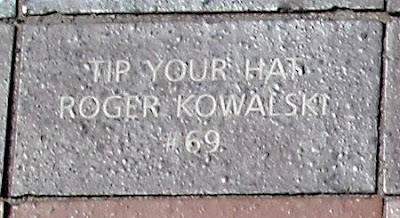 TIP YOUR HAT
ROGER KOWALSKI
#69